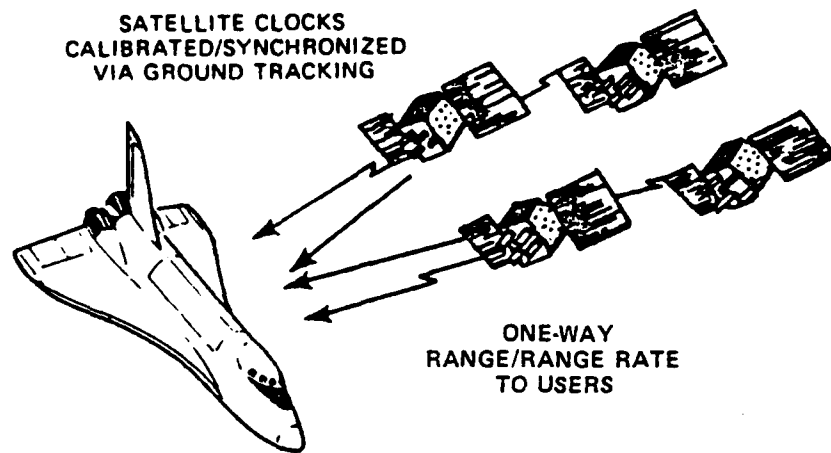 SATELLITE CLOCKS
CALIBRATED/SYNCHRONIZED
VIA GROUND TRACKING
ONE-WAY
RANGE/RANGE RATE
TO USERS